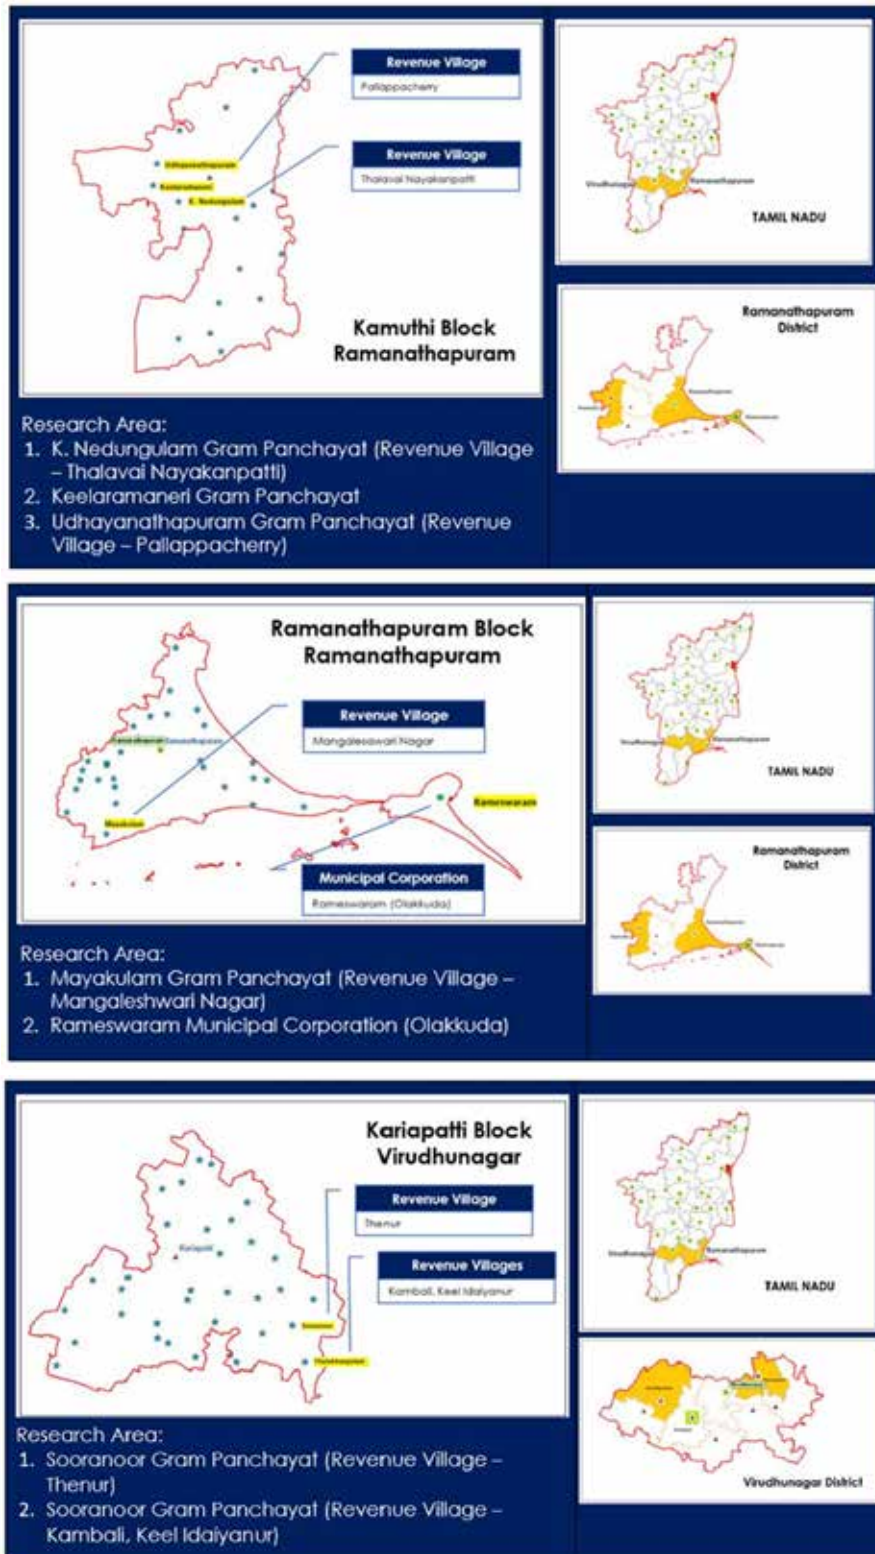 Revenue Village
Pallappacherry
Udhayanathapuram
Revenue Village
Thalavai Nayakanpatti
Keelaramaneri
K. Nedungulam
Kamuthi Block
Ramanathapuram
Virudhunagar
Ramanathapuram
TAMIL NADU
Ramanathapuram
District
Research Area:
1. K. Nedungulam Gram Panchayat (Revenue Village
– Thalavai Nayakanpatti)
2. Keelaramaneri Gram Panchayat
3. Udhayanathapuram Gram Panchayat (Revenue
Village – Pallappacherry)
Ramanathapuram Block
Ramanathapuram
Revenue Village
Mangaleswari Nagar
Ramanathapuram
Mayakulam
Rameswaram
Municipal Corporation
Rameswaram (Olakkuda)
Virudhunagar
Ramanathapuram
TAMIL NADU
Ramanathapuram
District
Research Area:
1. Mayakulam Gram Panchayat (Revenue Village –
Mangaleshwari Nagar)
2. Rameswaram Municipal Corporation (Olakkuda)
Kariapatti Block
Virudhunagar
Revenue Village
Thenur
Kariapatti
Revenue Villages
Kambali, Keel Idaiyanur
Virudhunagar
Ramanathapuram
TAMIL NADU
Virudhunagar District
Research Area:
1. Sooranoor Gram Panchayat (Revenue Village –
Thenur)
2. Sooranoor Gram Panchayat (Revenue Village –
Kambali, Keel Idaiyanur)